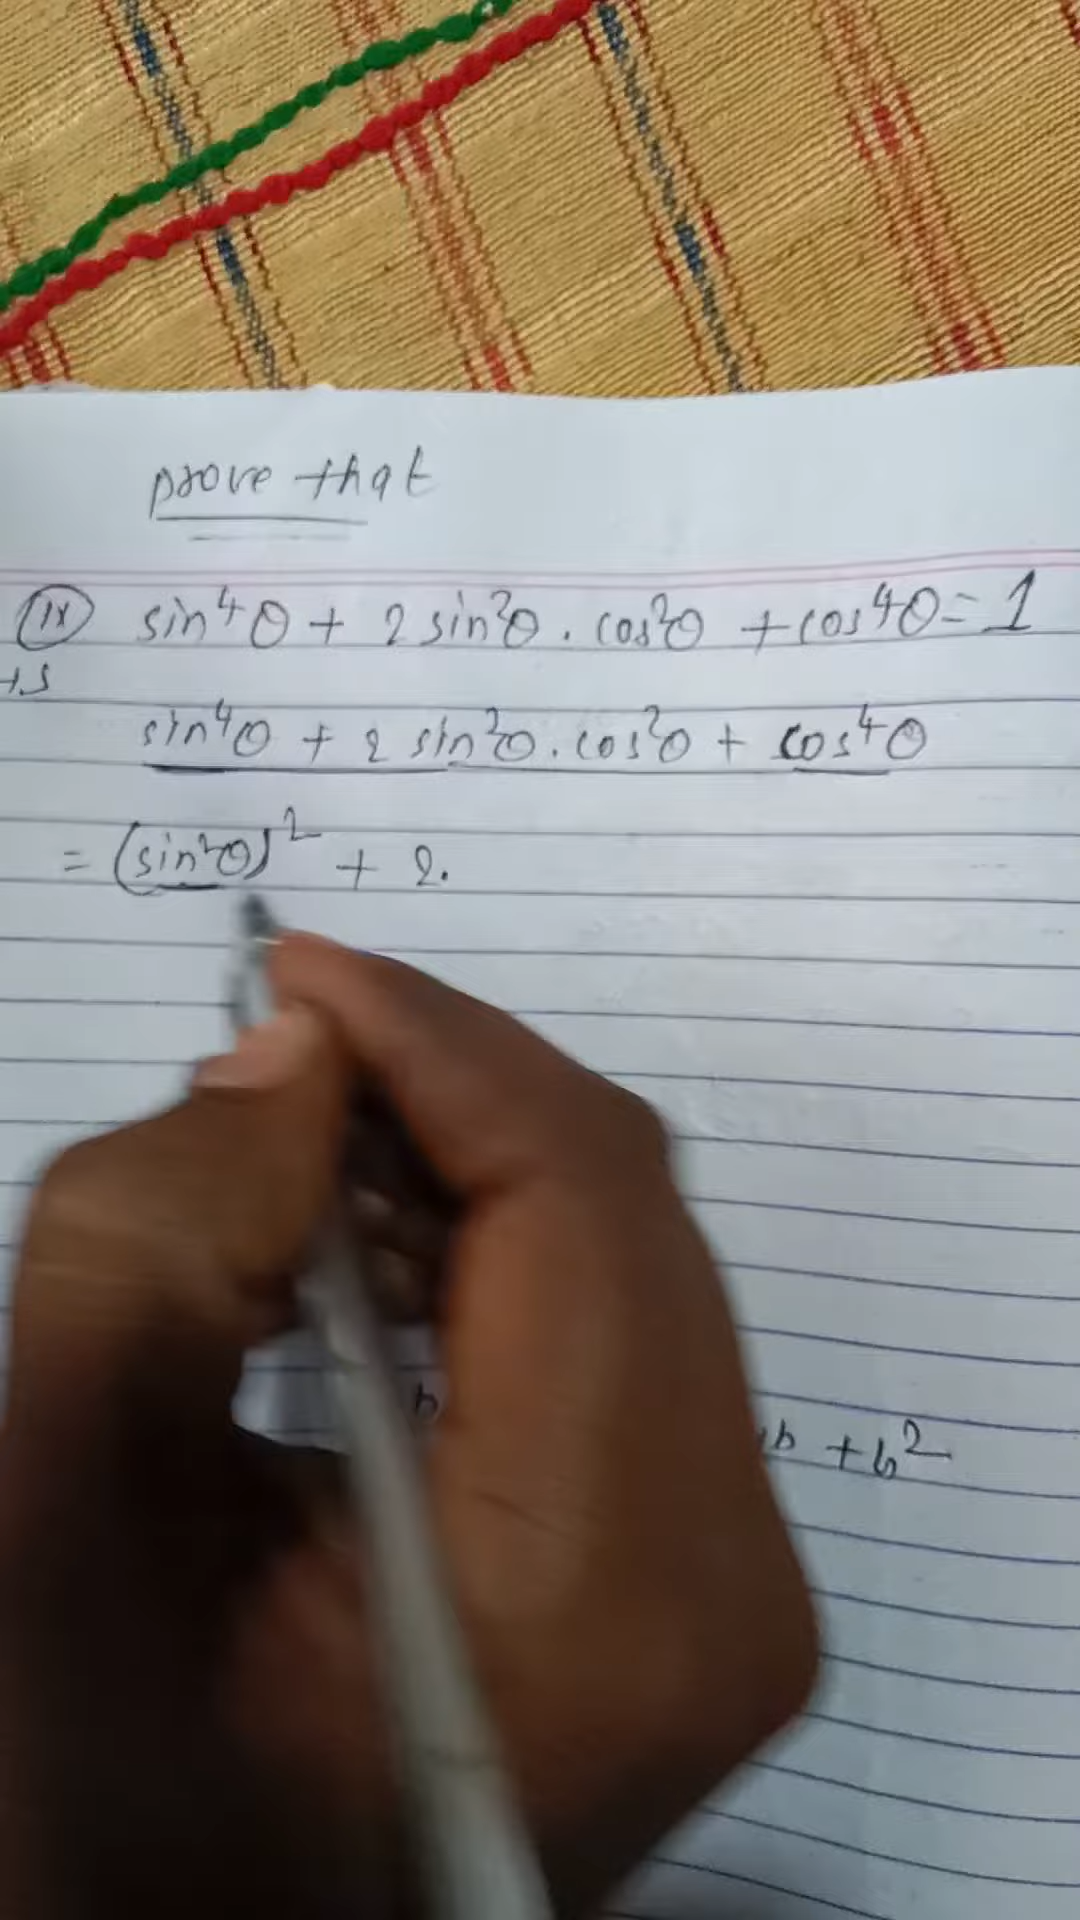 prove that
(ix) sin⁴θ + 2 sin²θ . cos²θ + cos⁴θ = 1
sin⁴θ + 2 sin²θ . cos²θ + cos⁴θ
= (sin²θ)² + 2.
b + b²